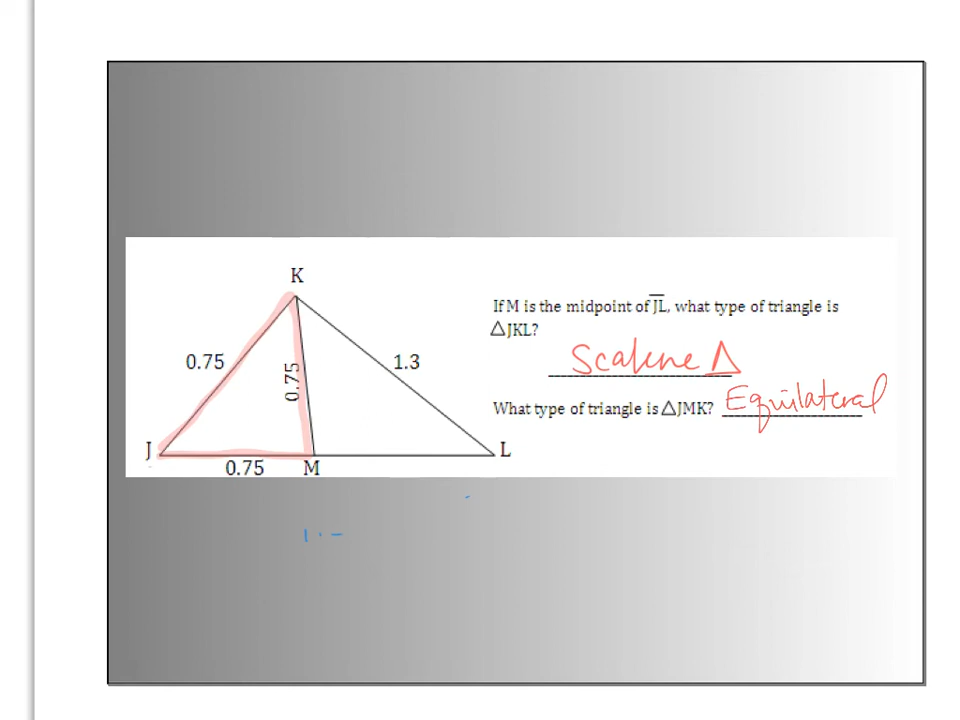 K
If M is the midpoint of JL, what type of triangle is
△JKL?
0.75
0.75
1.3
Scalene △
What type of triangle is △JMK? Equilateral
J
L
0.75
M